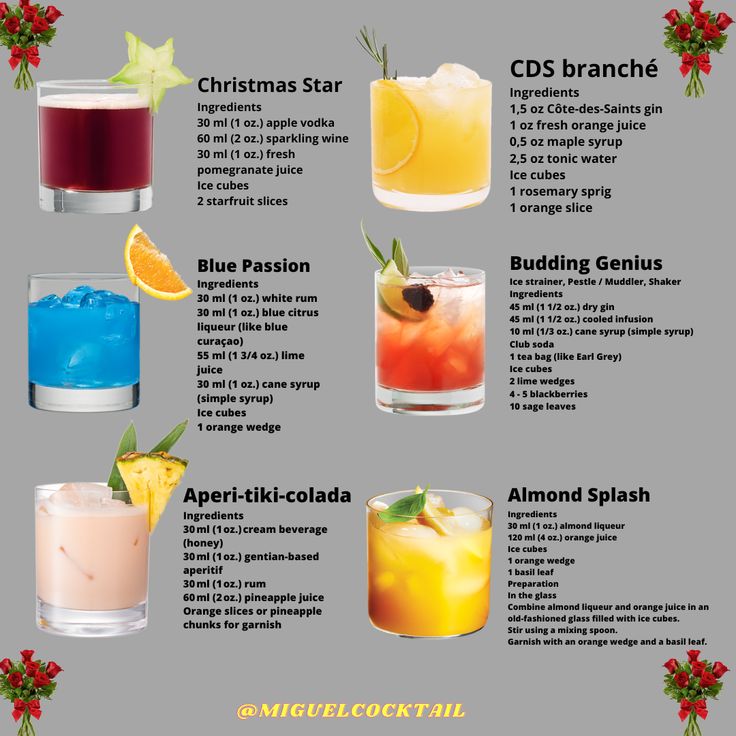 Christmas Star
Ingredients
30 ml (1 oz.) apple vodka
60 ml (2 oz.) sparkling wine
30 ml (1 oz.) fresh
pomegranate juice
Ice cubes
2 starfruit slices
CDS branché
Ingredients
1,5 oz Côte-des-Saints gin
1 oz fresh orange juice
0,5 oz maple syrup
2,5 oz tonic water
Ice cubes
1 rosemary sprig
1 orange slice
Blue Passion
Ingredients
30 ml (1 oz.) white rum
30 ml (1 oz.) blue citrus
liqueur (like blue
curaçao)
55 ml (1 3/4 oz.) lime
juice
30 ml (1 oz.) cane syrup
(simple syrup)
Ice cubes
1 orange wedge
Budding Genius
Ice strainer, Pestle / Muddler, Shaker
Ingredients
45 ml (1 1/2 oz.) dry gin
45 ml (1 1/2 oz.) cooled infusion
10 ml (1/3 oz.) cane syrup (simple syrup)
Club soda
1 tea bag (like Earl Grey)
Ice cubes
2 lime wedges
4 - 5 blackberries
10 sage leaves
Aperi-tiki-colada
Ingredients
30 ml (1 oz.) cream beverage
(honey)
30 ml (1 oz.) gentian-based
aperitif
30 ml (1 oz.) rum
60 ml (2 oz.) pineapple juice
Orange slices or pineapple
chunks for garnish
Almond Splash
Ingredients
30 ml (1 oz.) almond liqueur
120 ml (4 oz.) orange juice
Ice cubes
1 orange wedge
1 basil leaf
Preparation
In the glass
Combine almond liqueur and orange juice in an
old-fashioned glass filled with ice cubes.
Stir using a mixing spoon.
Garnish with an orange wedge and a basil leaf.
@MIGUELCOCKTAIL